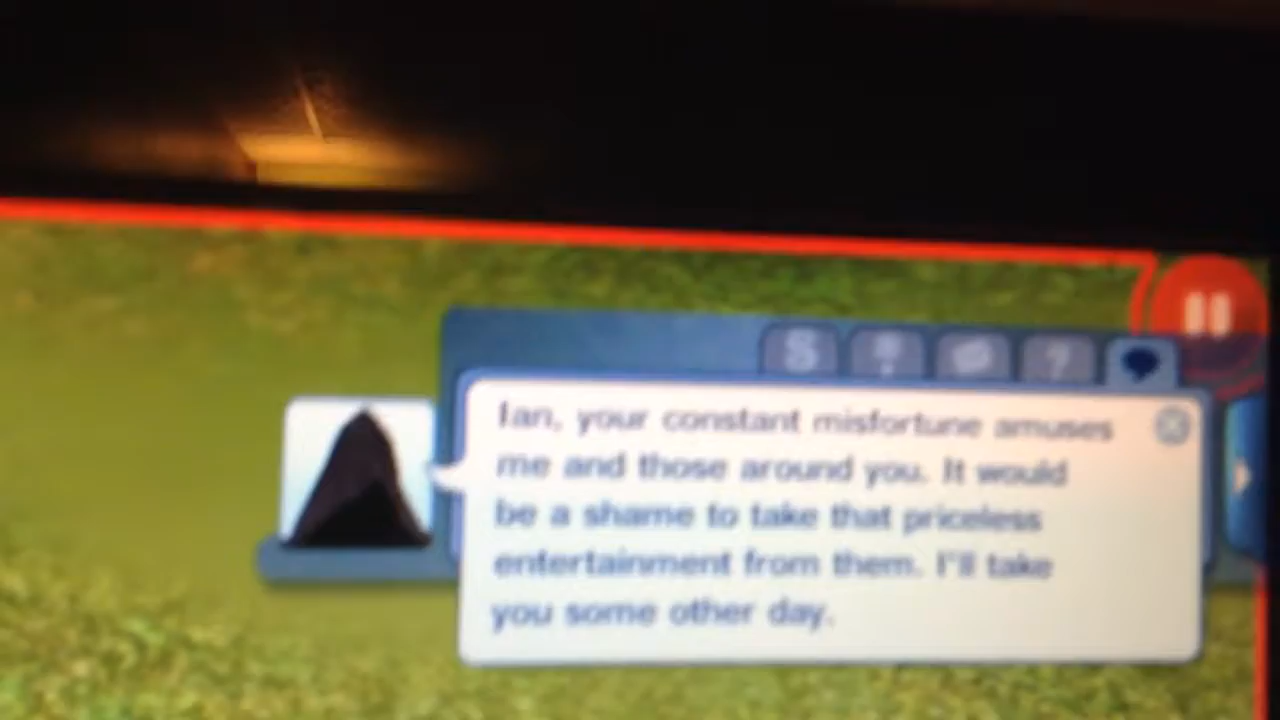 Ian, your constant misfortune amuses
me and those around you. It would
be a shame to take that priceless
entertainment from them. I'll take
you some other day.